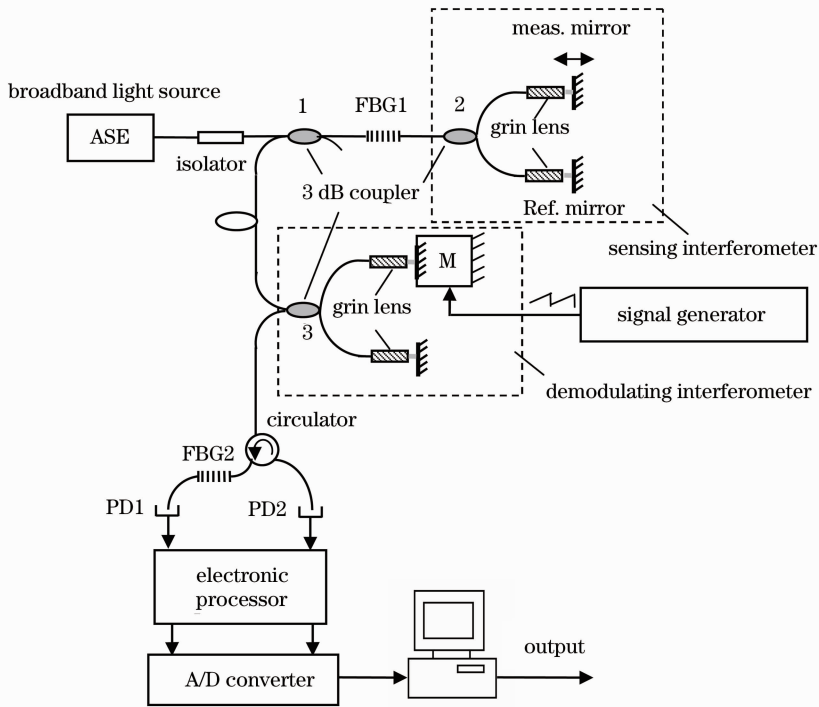 meas. mirror
broadband light source
1
FBG1
2
ASE
grin lens
isolator
3 dB coupler
Ref. mirror
sensing interferometer
M
grin lens
signal generator
3
demodulating interferometer
circulator
FBG2
PD1
PD2
electronic
processor
output
A/D converter